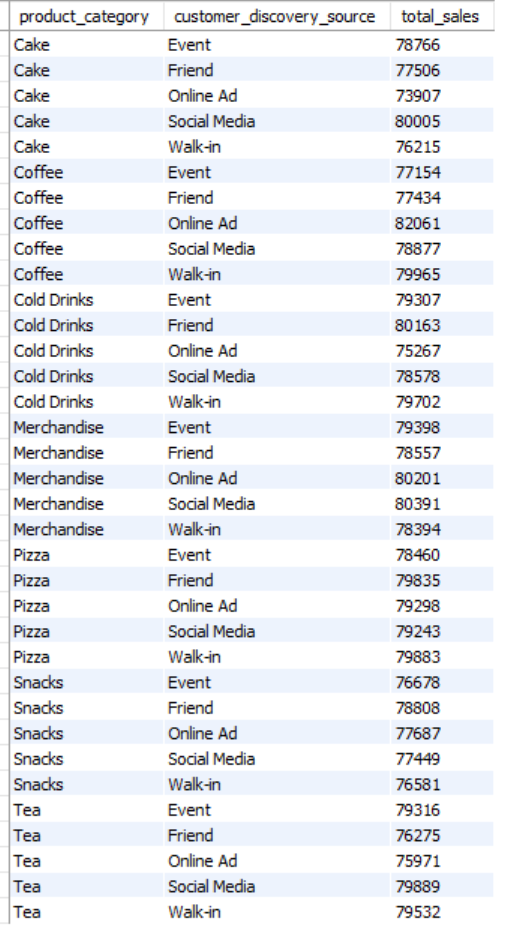 product_category customer_discovery_source total_sales
Cake Event 78766
Cake Friend 77506
Cake Online Ad 73907
Cake Social Media 80005
Cake Walk-in 76215
Coffee Event 77154
Coffee Friend 77434
Coffee Online Ad 82061
Coffee Social Media 78877
Coffee Walk-in 79965
Cold Drinks Event 79307
Cold Drinks Friend 80163
Cold Drinks Online Ad 75267
Cold Drinks Social Media 78578
Cold Drinks Walk-in 79702
Merchandise Event 79398
Merchandise Friend 78557
Merchandise Online Ad 80201
Merchandise Social Media 80391
Merchandise Walk-in 78394
Pizza Event 78460
Pizza Friend 79835
Pizza Online Ad 79298
Pizza Social Media 79243
Pizza Walk-in 79883
Snacks Event 76678
Snacks Friend 78808
Snacks Online Ad 77687
Snacks Social Media 77449
Snacks Walk-in 76581
Tea Event 79316
Tea Friend 76275
Tea Online Ad 75971
Tea Social Media 79889
Tea Walk-in 79532